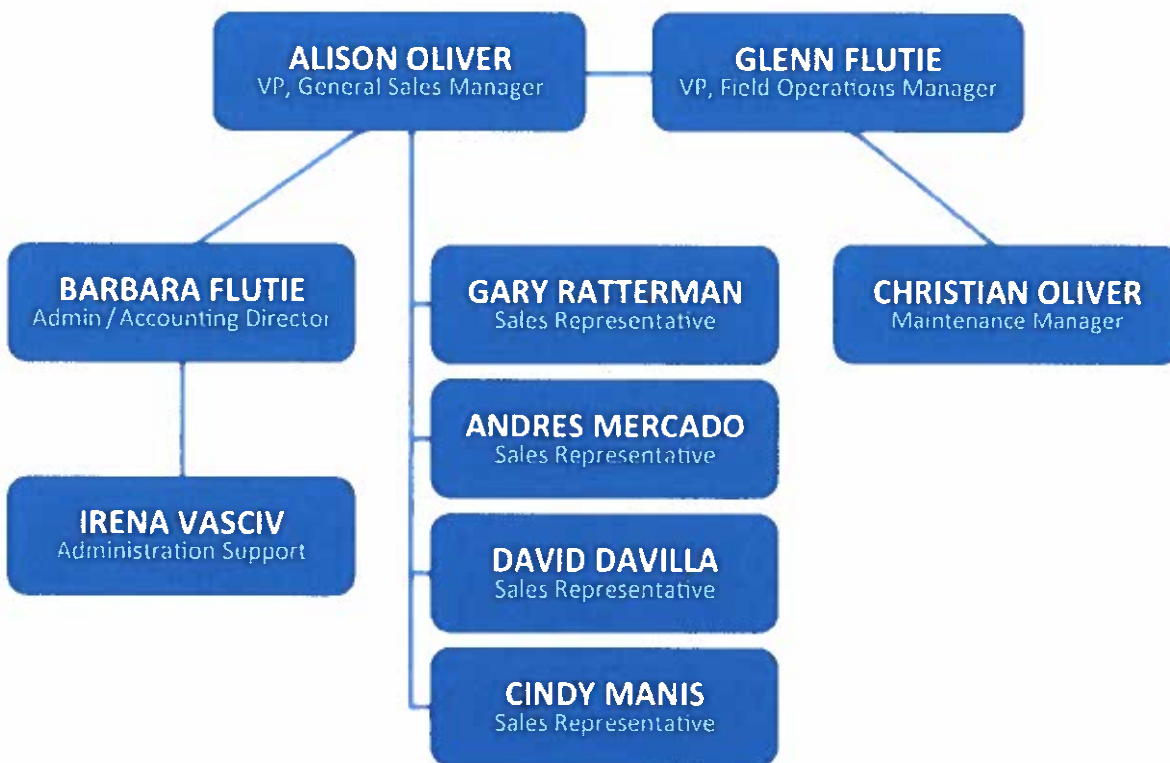 ALISON OLIVER
VP, General Sales Manager
GLENN FLUTIE
VP, Field Operations Manager
BARBARA FLUTIE
Admin / Accounting Director
GARY RATTERMAN
Sales Representative
CHRISTIAN OLIVER
Maintenance Manager
ANDRES MERCADO
Sales Representative
IRENA VASCIV
Administration Support
DAVID DAVILLA
Sales Representative
CINDY MANIS
Sales Representative